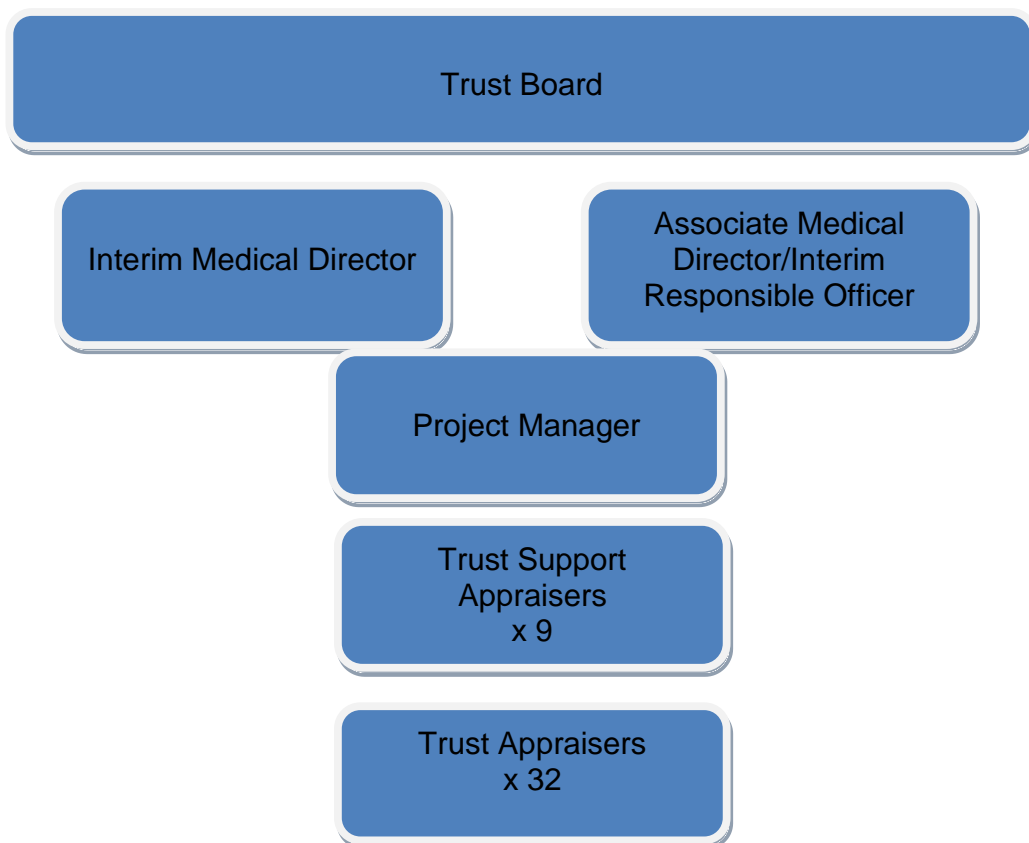 Trust Board
Interim Medical Director
Associate Medical
Director/Interim
Responsible Officer
Project Manager
Trust Support
Appraisers
x 9
Trust Appraisers
x 32